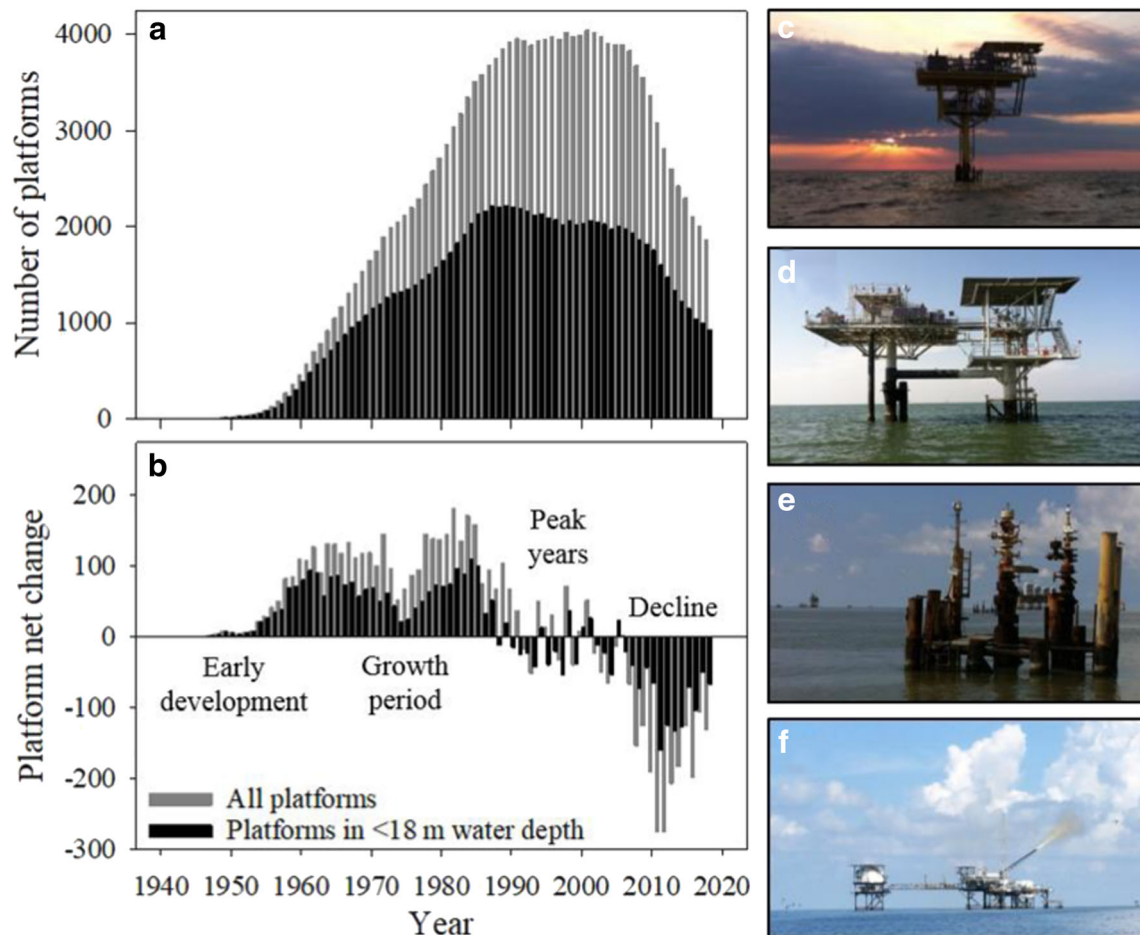 a
4000
3000
2000
1000
0
Number of platforms
b
200
100
0
-100
-200
-300
Platform net change
Peak
years
Decline
Early
development
Growth
period
All platforms
Platforms in <18 m water depth
1940 1950 1960 1970 1980 1990 2000 2010 2020
Year
c
d
e
f